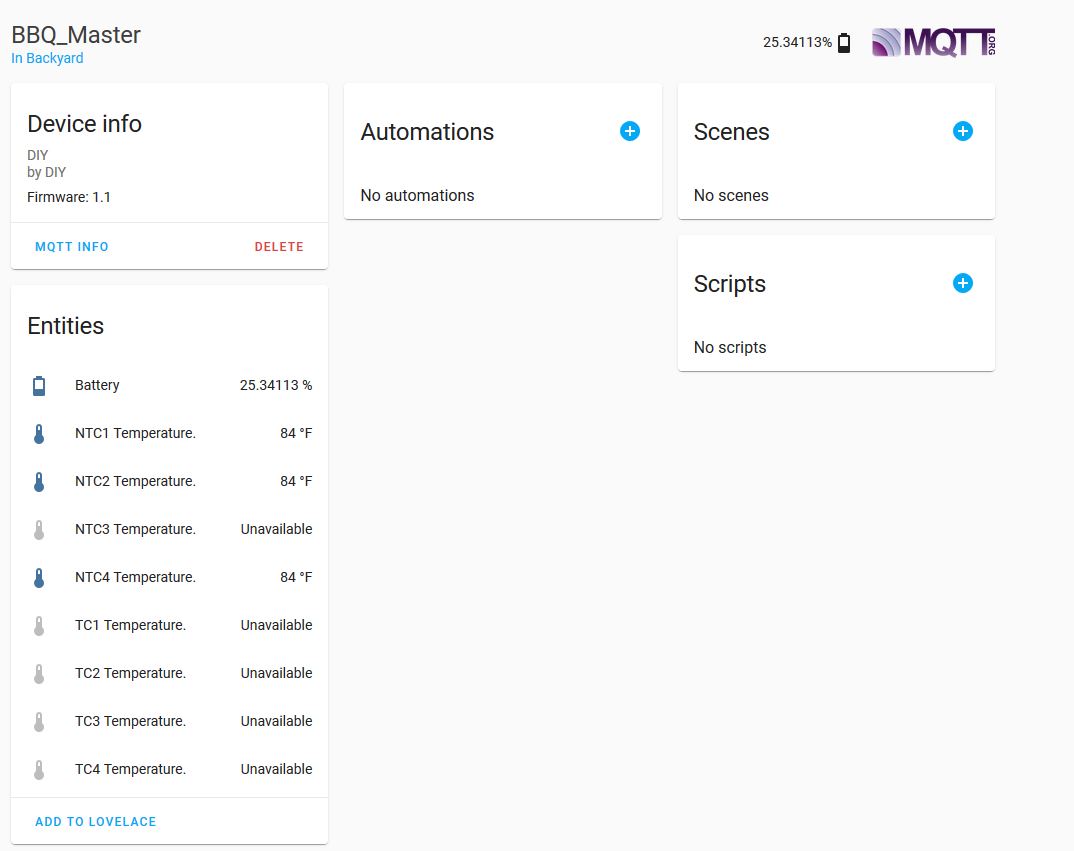 BBQ_Master
In Backyard
25.34113%
MQTT.ORG
Device info
DIY
by DIY
Firmware: 1.1
MQTT INFO
DELETE
Entities
Battery 25.34113 %
NTC1 Temperature. 84 °F
NTC2 Temperature. 84 °F
NTC3 Temperature. Unavailable
NTC4 Temperature. 84 °F
TC1 Temperature. Unavailable
TC2 Temperature. Unavailable
TC3 Temperature. Unavailable
TC4 Temperature. Unavailable
ADD TO LOVELACE
Automations
No automations
Scenes
No scenes
Scripts
No scripts